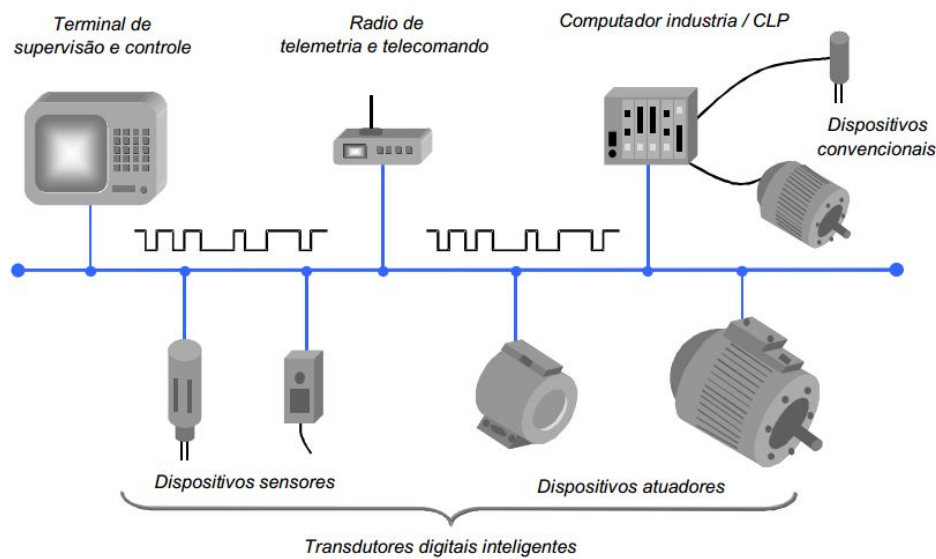 Terminal de
supervisão e controle
Radio de
telemetria e telecomando
Computador industria / CLP
Dispositivos
convencionais
Dispositivos sensores
Dispositivos atuadores
Transdutores digitais inteligentes